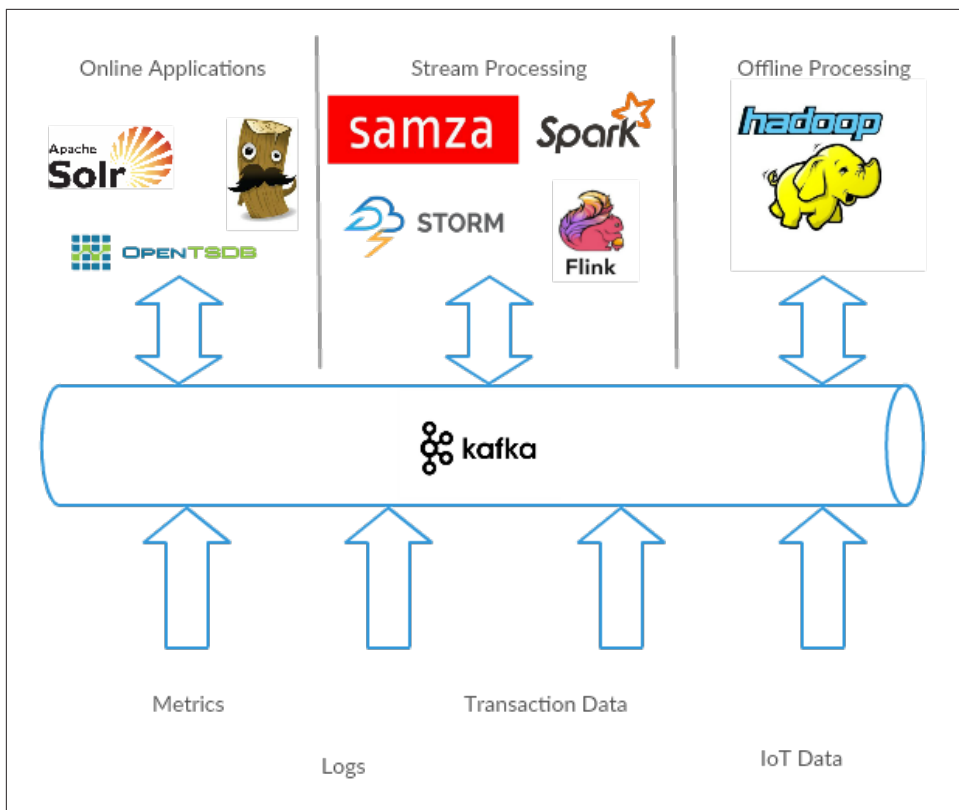 Online Applications
Stream Processing
Offline Processing
Apache
Solr
samza
Spark
hadoop
STORM
Flink
OPENTSDB
kafka
Metrics
Transaction Data
Logs
IoT Data